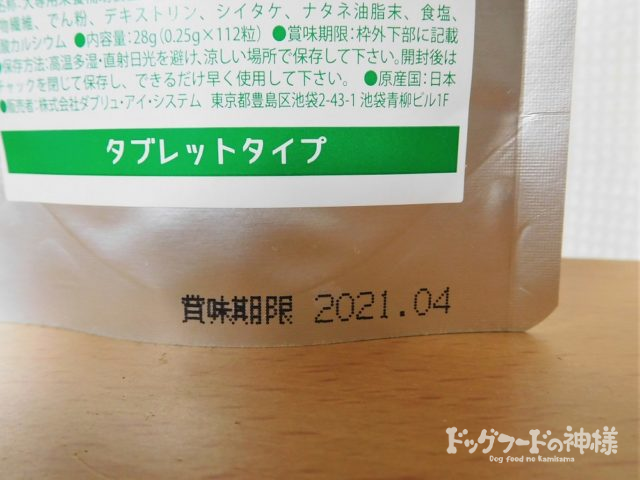 物繊維、でん粉、デキストリン、シイタケ、ナタネ油脂末、食塩、
酸カルシウム ●内容量:28g(0.25g×112粒) ●賞味期限:枠外下部に記載
●保存方法:高温多湿・直射日光を避け、涼しい場所で保存して下さい。開封後は
チャックを閉じて保存し、できるだけ早く使用して下さい。 ●原産国:日本
●販売者:株式会社ダブリュ・アイ・システム 東京都豊島区池袋2-43-1 池袋青柳ビル1F
タブレットタイプ
賞味期限 2021.04
ドッグフードの神様
Dog food no Kamisama